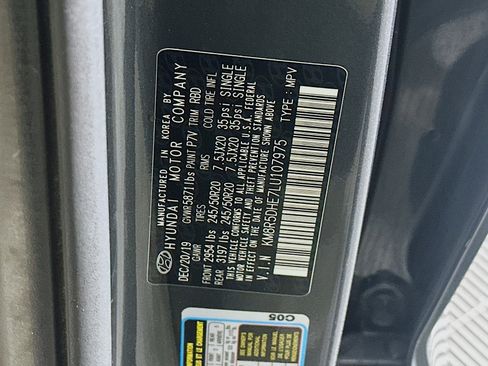 MANUFACTURED IN KOREA BY
HYUNDAI MOTOR COMPANY
DEC/20/19 GVWR 5871lbs PAINT P7V TRIM RBD
GAWR TIRES RIMS COLD TIRE INFL
FRONT 2954 lbs 245/50R20 7.5JX20 35psi SINGLE
REAR 3197 lbs 245/50R20 7.5JX20 35psi SINGLE
THIS VEHICLE CONFORMS TO ALL APPLICABLE U.S.
FEDERAL MOTOR VEHICLE SAFETY AND THEFT PREVENTION STANDARDS
IN EFFECT ON THE DATE OF MANUFACTURE SHOWN ABOVE
V.I.N KM8R5DHE7LU107975 TYPE : MPV
C05